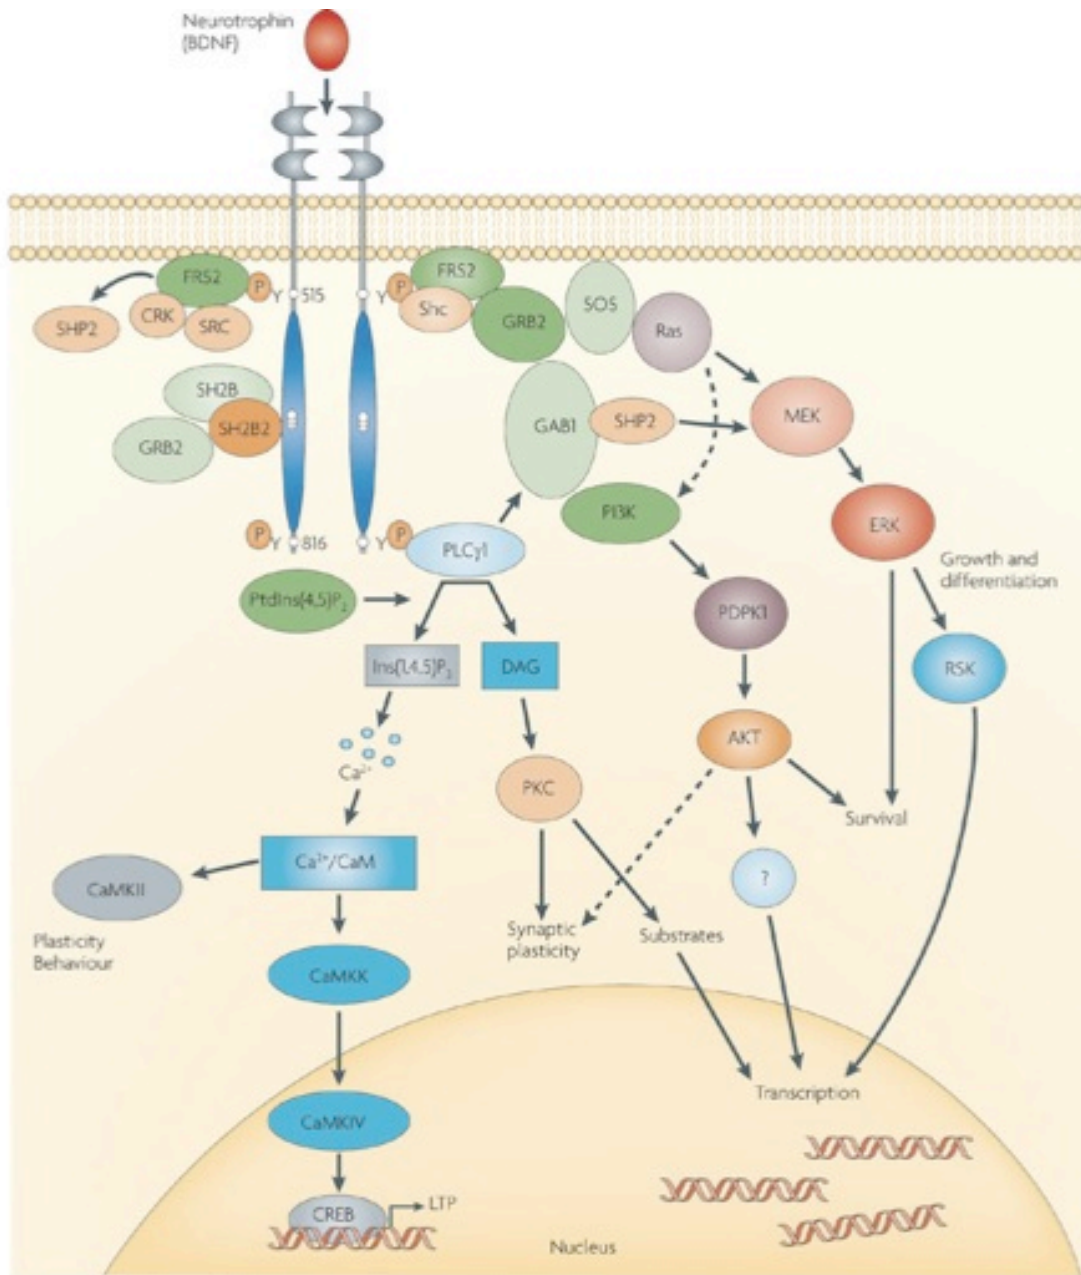 Neurotrophin
(BDNF)
FRS2
P
Y
515
Y
P
FRS2
SHP2
CRK
SRC
Shc
GRB2
SOS
Ras
SH2B
SH2B2
GRB2
GAB1
SHP2
MEK
PI3K
ERK
P
Y
816
Y
P
PLCγ1
Growth and
differentiation
PtdIns(4,5)P₂
PDPK1
Ins(1,4,5)P₃
DAG
RSK
AKT
Ca²⁺
PKC
Survival
Ca²⁺/CaM
?
CaMKII
Plasticity
Behaviour
Synaptic
plasticity
Substrates
CaMKK
Transcription
CaMKIV
CREB
LTP
Nucleus